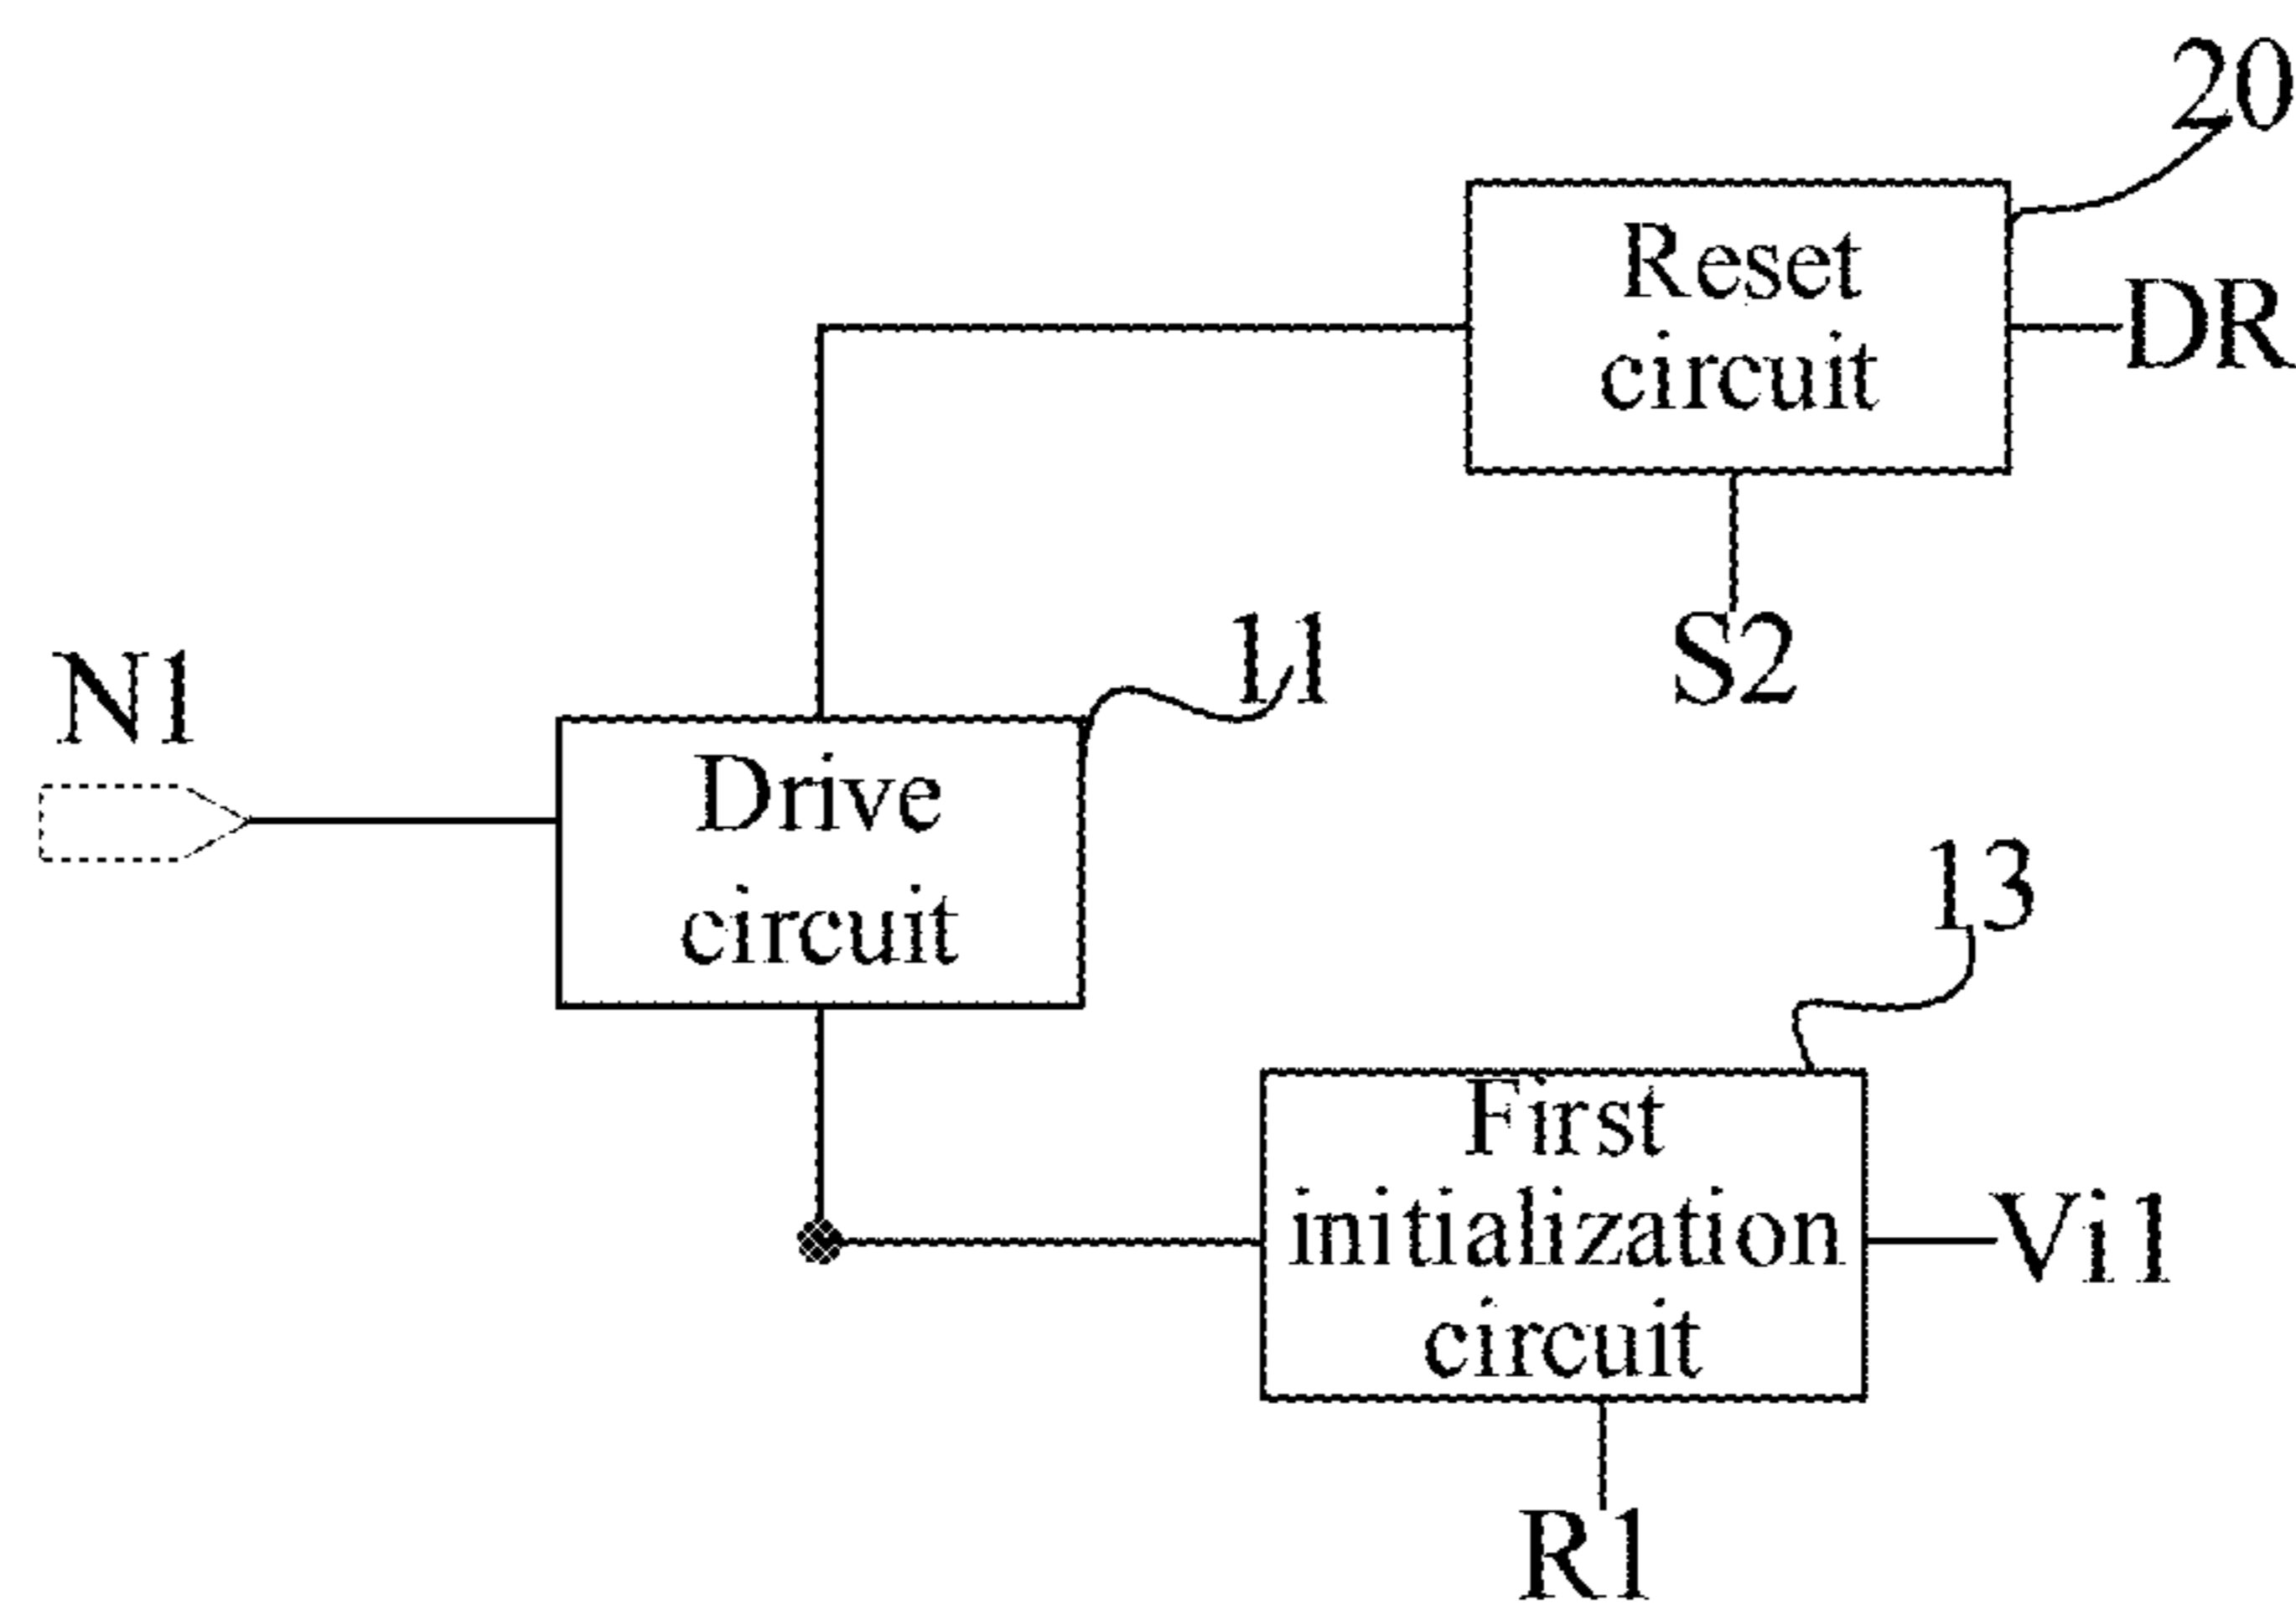 20
Reset
circuit
DR
S2
N1
11
Drive
circuit
13
First
initialization
circuit
Vi1
R1